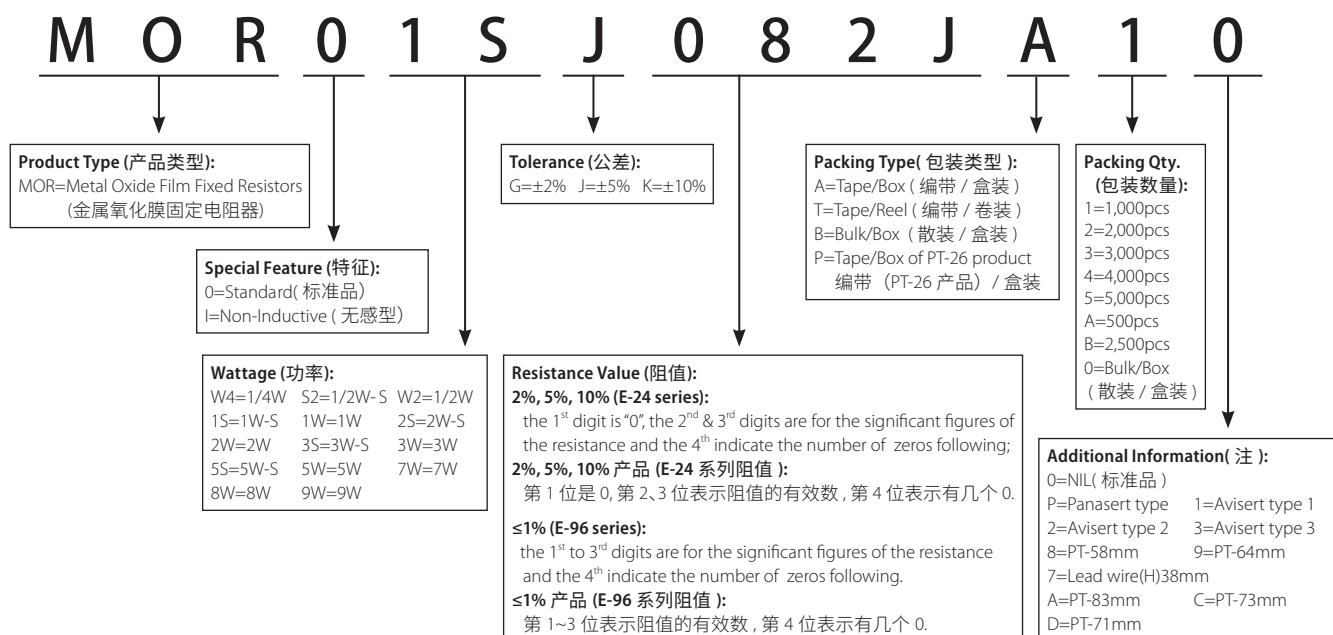 M O R 0 1 S J 0 8 2 J A 1 0
Product Type (产品类型):
MOR=Metal Oxide Film Fixed Resistors
(金属氧化膜固定电阻器)
Special Feature (特征):
0=Standard( 标准品)
I=Non-Inductive ( 无感型)
Wattage (功率):
W4=1/4W S2=1/2W-S W2=1/2W
1S=1W-S 1W=1W 2S=2W-S
2W=2W 3S=3W-S 3W=3W
5S=5W-S 5W=5W 7W=7W
8W=8W 9W=9W
Tolerance (公差):
G=±2% J=±5% K=±10%
Resistance Value (阻值):
2%, 5%, 10% (E-24 series):
the 1st digit is “0”, the 2nd & 3rd digits are for the significant figures of
the resistance and the 4th indicate the number of zeros following;
2%, 5%, 10% 产品 (E-24 系列阻值 ):
第 1 位是 0, 第 2、3 位表示阻值的有效数 , 第 4 位表示有几个 0.
≤1% (E-96 series):
the 1st to 3rd digits are for the significant figures of the resistance
and the 4th indicate the number of zeros following.
≤1% 产品 (E-96 系列阻值 ):
第 1~3 位表示阻值的有效数 , 第 4 位表示有几个 0.
Packing Type( 包装类型 ):
A=Tape/Box ( 编带 / 盒装 )
T=Tape/Reel ( 编带 / 卷装 )
B=Bulk/Box ( 散装 / 盒装 )
P=Tape/Box of PT-26 product
编带 (PT-26 产品) / 盒装
Packing Qty.
(包装数量):
1=1,000pcs
2=2,000pcs
3=3,000pcs
4=4,000pcs
5=5,000pcs
A=500pcs
B=2,500pcs
0=Bulk/Box
( 散装 / 盒装 )
Additional Information( 注 ):
0=NIL( 标准品 )
P=Panasert type 1=Avisert type 1
2=Avisert type 2 3=Avisert type 3
8=PT-58mm 9=PT-64mm
7=Lead wire(H)38mm
A=PT-83mm C=PT-73mm
D=PT-71mm